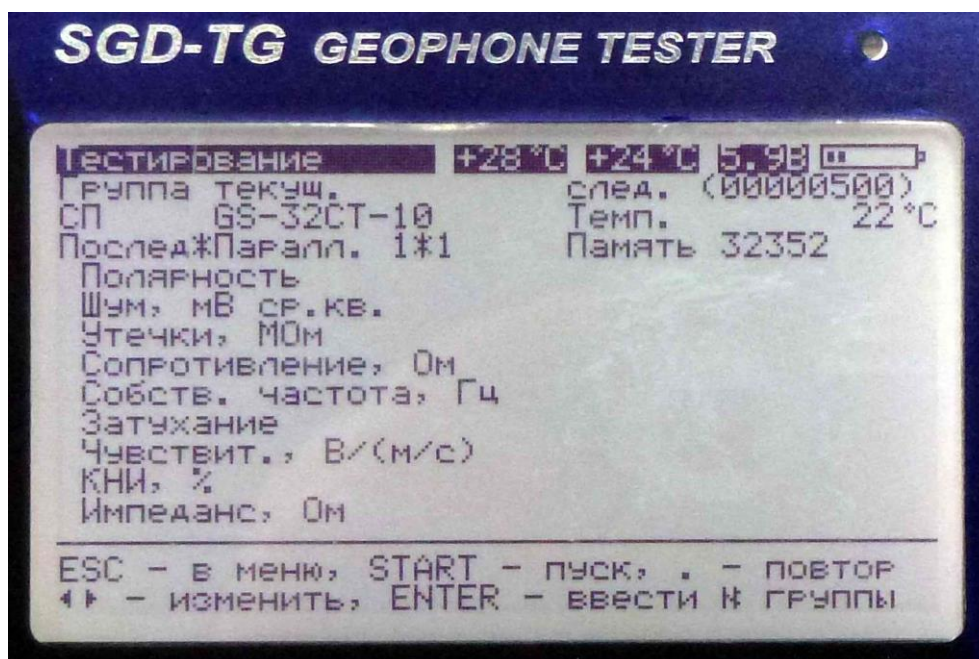 SGD-TG GEOPHONE TESTER
Тестирование +28°C +24°C 5.9В
Группа текущ. след. (00000500)
СП GS-32CT-10 Темп. 22°C
Послед*Паралл. 1*1 Память 32352
Полярность
Шум, мВ ср.кв.
Утечки, МОм
Сопротивление, Ом
Собств. частота, Гц
Затухание
Чувствит., В/(м/с)
КНИ, %
Импеданс, Ом
ESC - в меню, START - пуск, . - повтор
◂ ▸ - изменить, ENTER - ввести № группы